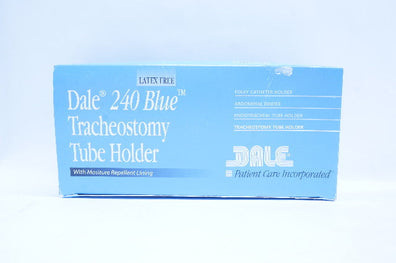 LATEX FREE
Dale® 240 Blue™
Tracheostomy
Tube Holder
With Moisture Repellent Lining
FOLEY CATHETER HOLDER
ABDOMINAL BINDER
ENDOTRACHEAL TUBE HOLDER
TRACHEOSTOMY TUBE HOLDER
DALE®
Patient Care Incorporated